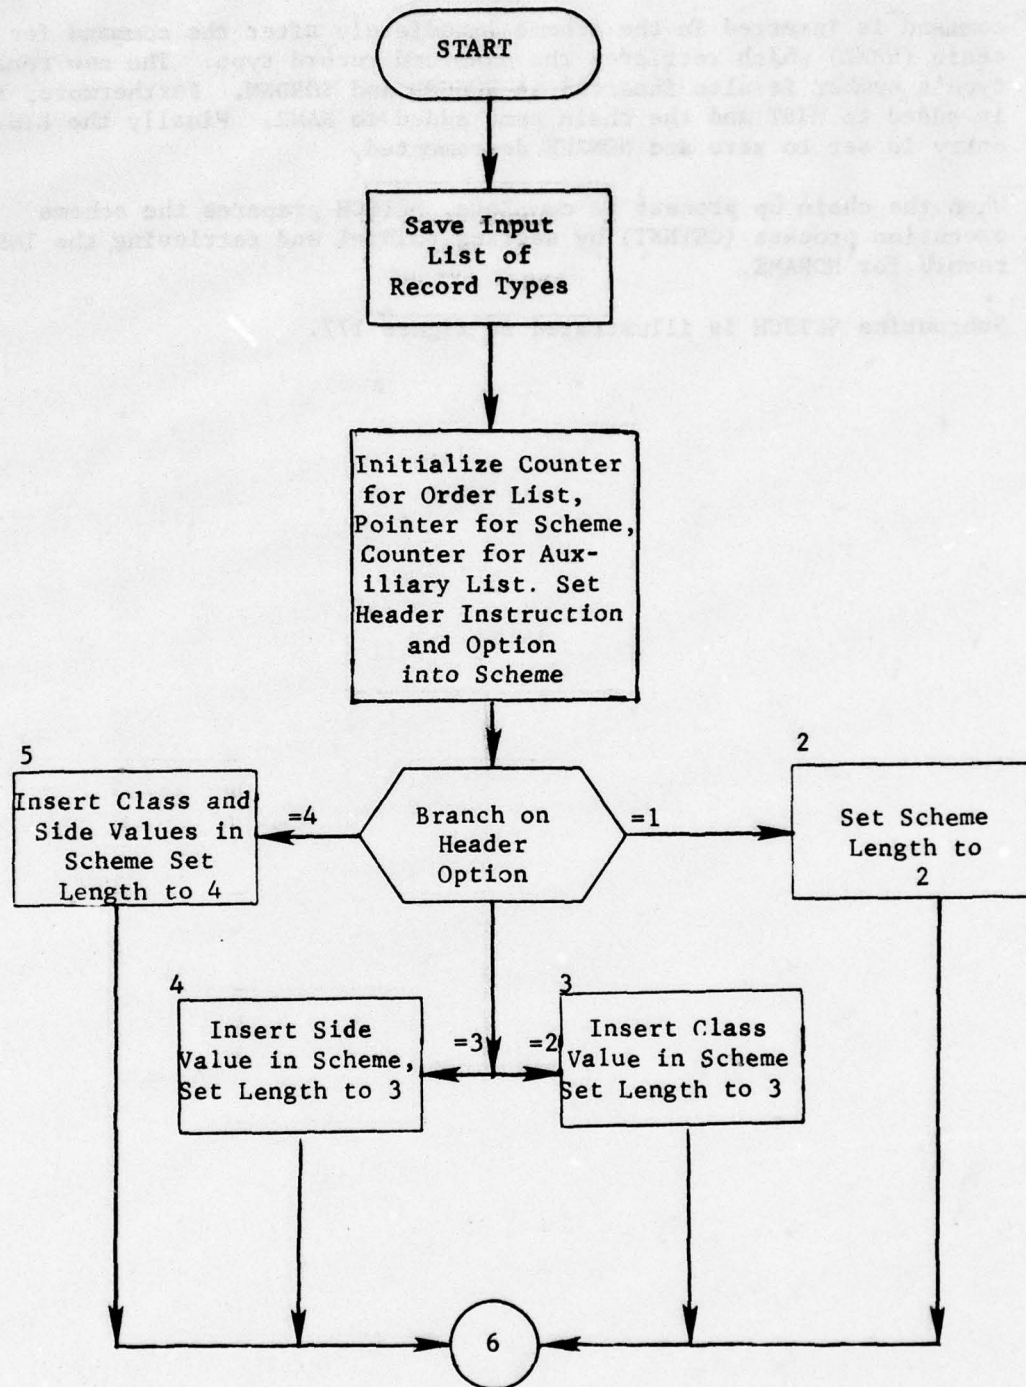 START
Save Input
List of
Record Types
Initialize Counter
for Order List,
Pointer for Scheme,
Counter for Aux-
iliary List. Set
Header Instruction
and Option
into Scheme
5
Insert Class and
Side Values in
Scheme Set
Length to 4
=4
Branch on
Header
Option
=1
2
Set Scheme
Length to
2
4
Insert Side
Value in Scheme,
Set Length to 3
=3
=2
3
Insert Class
Value in Scheme
Set Length to 3
6